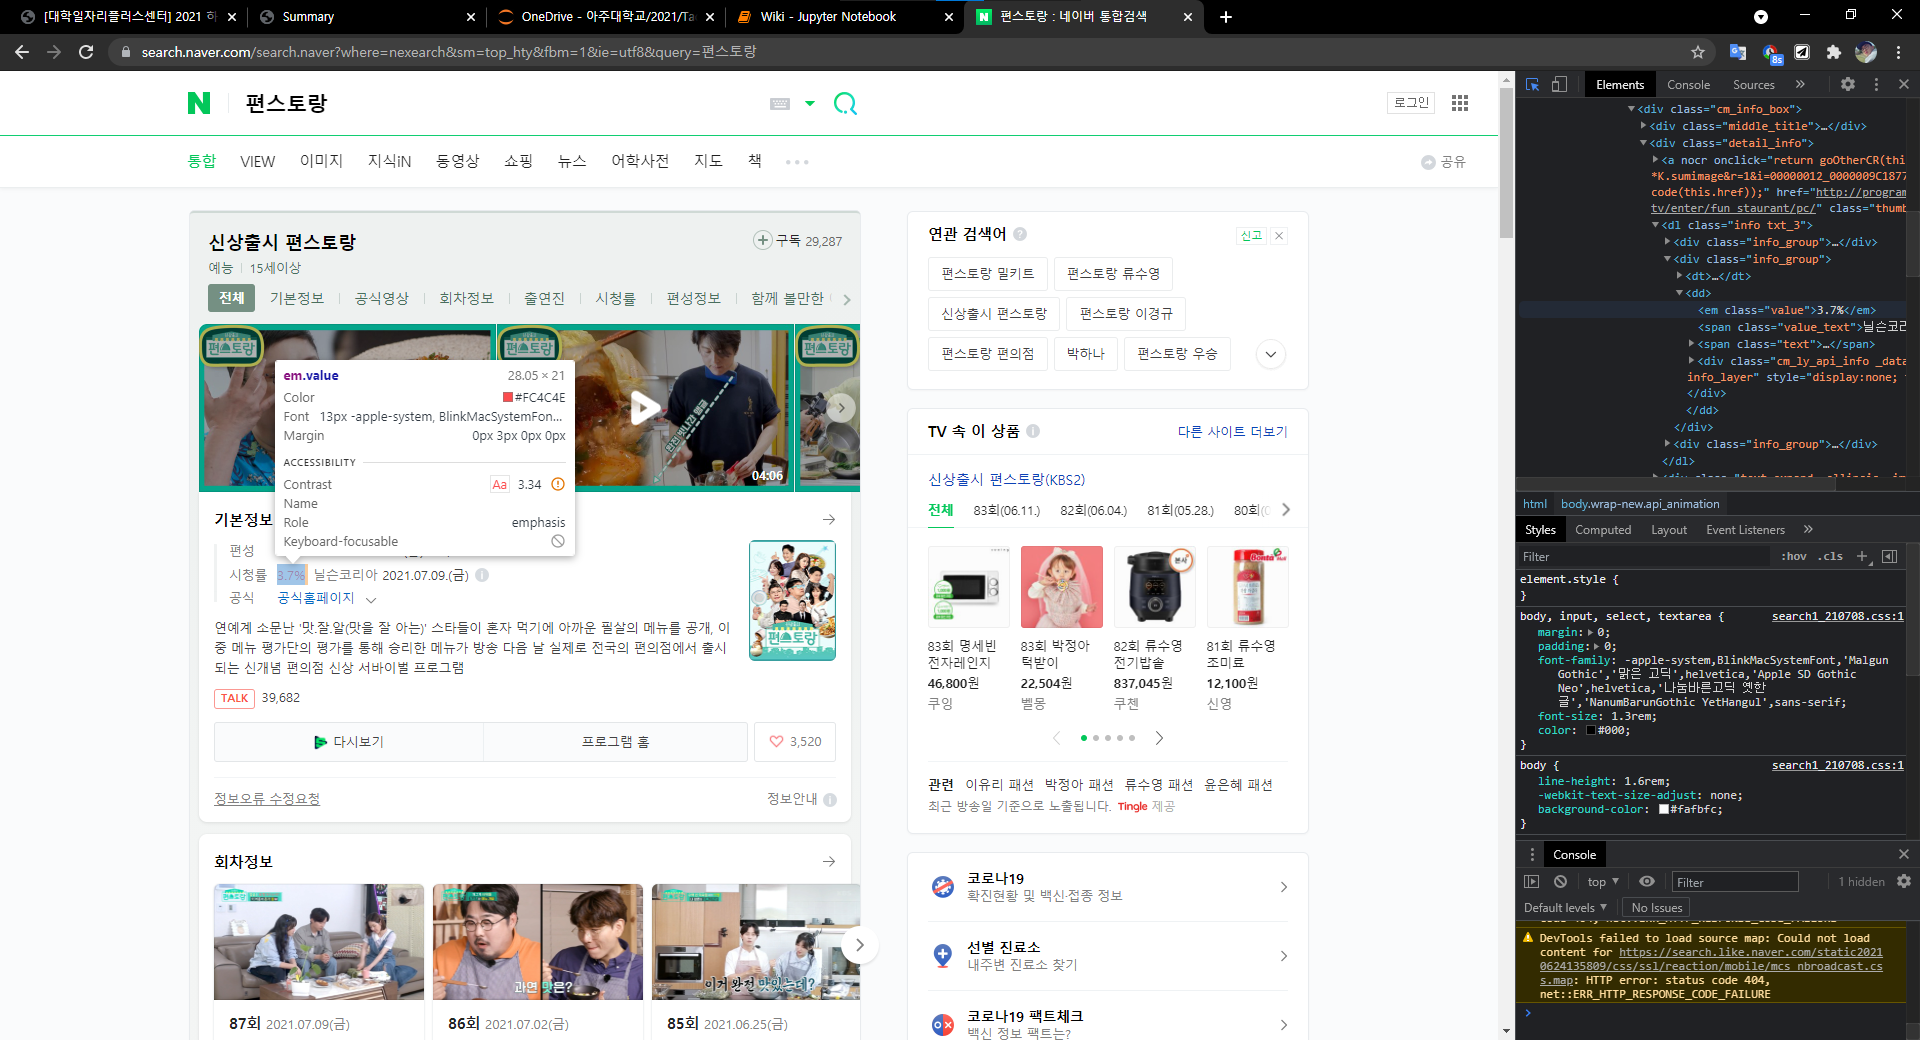 [대학일자리플러스센터] 2021 하
Summary
OneDrive - 아주대학교/2021/Ta
Wiki - Jupyter Notebook
편스토랑 : 네이버 통합검색
search.naver.com/search.naver?where=nexearch&sm=top_hty&fbm=1&ie=utf8&query=편스토랑
8s
N 편스토랑
로그인
통합 VIEW 이미지 지식iN 동영상 쇼핑 뉴스 어학사전 지도 책
공유
신상출시 편스토랑
구독 29,287
예능 15세이상
전체 기본정보 공식영상 회차정보 출연진 시청률 편성정보 함께 볼만한
편스토랑
편스토랑
편스토랑
04:06
em.value 28.05 × 21
Color #FC4C4E
Font 13px -apple-system, BlinkMacSystemFon...
Margin 0px 3px 0px 0px
ACCESSIBILITY
Contrast Aa 3.34
Name
Role emphasis
Keyboard-focusable
기본정보
편성
시청률 3.7% 닐슨코리아 2021.07.09.(금)
공식 공식홈페이지
편스토랑
연예계 소문난 '맛.잘.알(맛을 잘 아는)' 스타들이 혼자 먹기에 아까운 필살의 메뉴를 공개, 이
중 메뉴 평가단의 평가를 통해 승리한 메뉴가 방송 다음 날 실제로 전국의 편의점에서 출시
되는 신개념 편의점 신상 서바이벌 프로그램
TALK 39,682
다시보기 프로그램 홈 3,520
정보오류 수정요청
정보안내
회차정보
과연 맛은?
이거 완전 맛있는데?
87회 2021.07.09(금)
86회 2021.07.02(금)
85회 2021.06.25(금)
연관 검색어
신고
편스토랑 밀키트 편스토랑 류수영
신상출시 편스토랑 편스토랑 이경규
편스토랑 편의점 박하나 편스토랑 우승
TV 속 이 상품
다른 사이트 더보기
신상출시 편스토랑(KBS2)
전체 83회(06.11.) 82회(06.04.) 81회(05.28.) 80회(0
본사
83회 명세빈
전자레인지
46,800원
쿠잉
83회 박정아
턱받이
22,504원
벨몽
82회 류수영
전기밥솥
837,045원
쿠첸
81회 류수영
조미료
12,100원
신영
관련 이유리 패션 박정아 패션 류수영 패션 윤은혜 패션
최근 방송일 기준으로 노출됩니다. Tingle 제공
코로나19
확진현황 및 백신·접종 정보
선별 진료소
내주변 진료소 찾기
코로나19 팩트체크
백신 정보 팩트는?
Elements Console Sources
<div class="cm_info_box">
<div class="middle_title">…</div>
<div class="detail_info">
<a nocr onclick="return goOtherCR(thi
*K.sumimage&r=1&i=00000012_0000009C1877
code(this.href));" href="http://program
tv/enter/fun_staurant/pc/" class="thumb
<dl class="info txt_3">
<div class="info_group">…</div>
<div class="info_group">
<dt>…</dt>
<dd>
<em class="value">3.7%</em>
<span class="value_text">닐슨코리
<span class="text">…</span>
<div class="cm_ly_api_info _data
info_layer" style="display:none;
</div>
</dd>
</div>
<div class="info_group">…</div>
</dl>
html body.wrap-new.api_animation
Styles Computed Layout Event Listeners
Filter :hov .cls
element.style {
}
body, input, select, textarea { search1_210708.css:1
margin: 0;
padding: 0;
font-family: -apple-system,BlinkMacSystemFont,'Malgun
Gothic','맑은 고딕',helvetica,'Apple SD Gothic
Neo',helvetica,'나눔바른고딕 옛한
글','NanumBarunGothic YetHangul',sans-serif;
font-size: 1.3rem;
color: #000;
}
body { search1_210708.css:1
line-height: 1.6rem;
-webkit-text-size-adjust: none;
background-color: #fafbfc;
}
Console
top Filter 1 hidden
Default levels No Issues
DevTools failed to load source map: Could not load
content for https://search.like.naver.com/static2021
0624135809/css/ssl/reaction/mobile/mcs_nbroadcast.cs
s.map: HTTP error: status code 404,
net::ERR_HTTP_RESPONSE_CODE_FAILURE